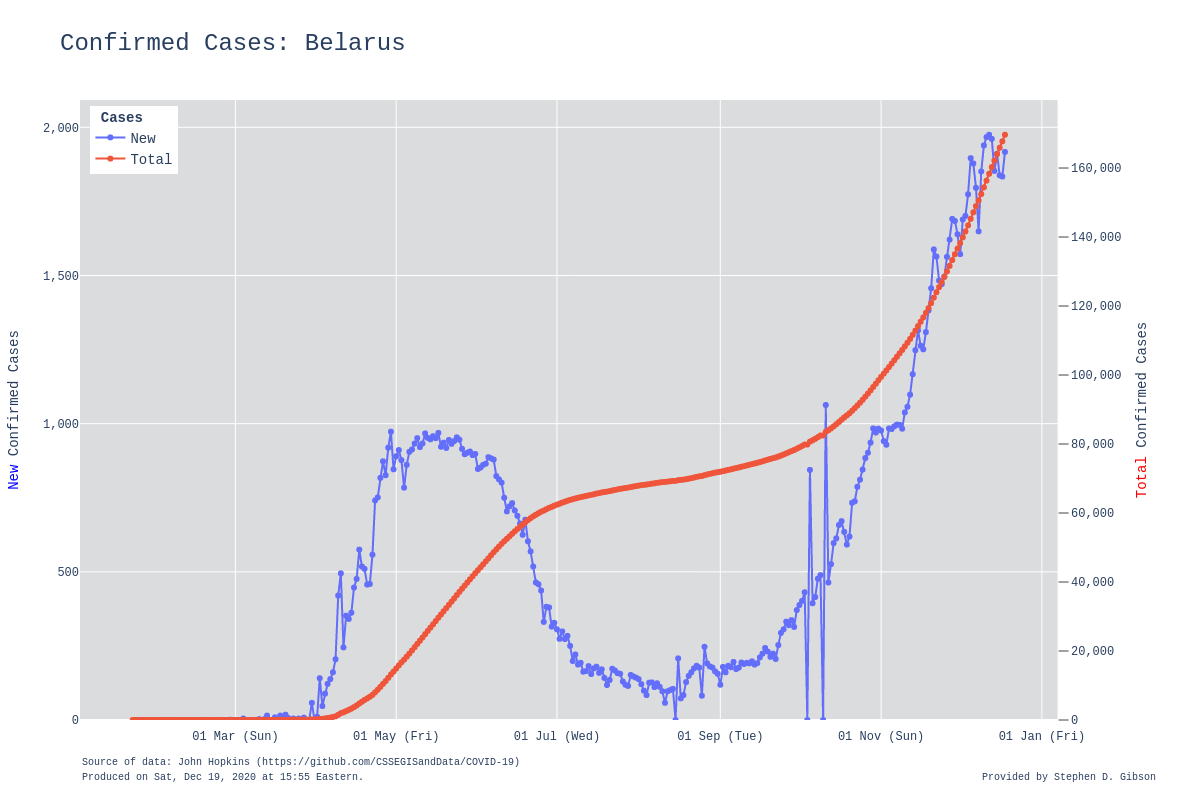 Confirmed Cases: Belarus
Cases
New
Total
2,000
1,500
1,000
500
0
160,000
140,000
120,000
100,000
80,000
60,000
40,000
20,000
0
New Confirmed Cases
Total Confirmed Cases
01 Mar (Sun) 01 May (Fri) 01 Jul (Wed) 01 Sep (Tue) 01 Nov (Sun) 01 Jan (Fri)
Source of data: John Hopkins (https://github.com/CSSEGISandData/COVID-19)
Produced on Sat, Dec 19, 2020 at 15:55 Eastern.
Provided by Stephen D. Gibson